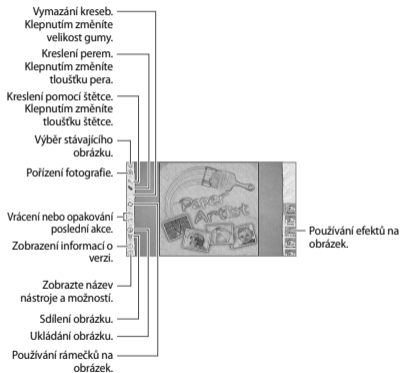 Vymazání kreseb.
Klepnutím změníte
velikost gumy.
Kreslení perem.
Klepnutím změníte
tloušťku pera.
Kreslení pomocí štětce.
Klepnutím změníte
tloušťku štětce.
Výběr stávajícího
obrázku.
Pořízení fotografie.
Vrácení nebo opakování
poslední akce.
Zobrazení informací o
verzi.
Zobrazte název
nástroje a možností.
Sdílení obrázku.
Ukládání obrázku.
Používání rámečků na
obrázek.
Paper
Artist
Používání efektů na
obrázek.